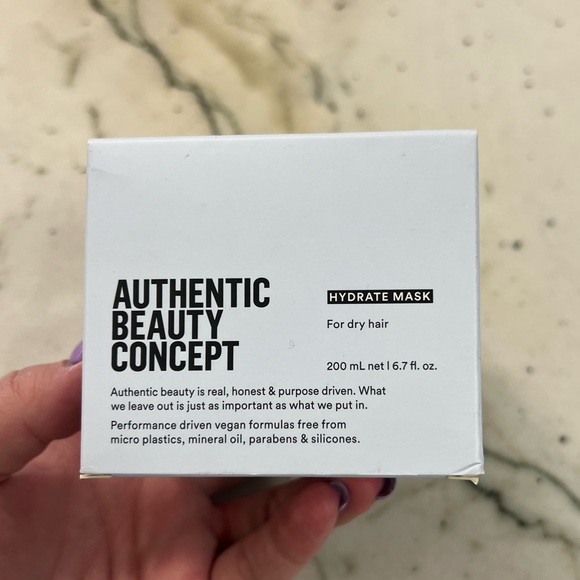 AUTHENTIC
BEAUTY
CONCEPT
HYDRATE MASK
For dry hair
200 mL net | 6.7 fl. oz.
Authentic beauty is real, honest & purpose driven. What
we leave out is just as important as what we put in.
Performance driven vegan formulas free from
micro plastics, mineral oil, parabens & silicones.